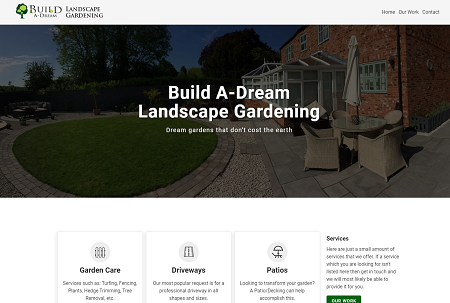 BUILD
A-DREAM
LANDSCAPE
GARDENING
Home Our Work Contact
Build A-Dream
Landscape Gardening
Dream gardens that don't cost the earth
Garden Care
Services such as: Turfing, Fencing,
Plants, Hedge Trimming, Tree
Removal, etc.
Driveways
Our most popular request is for a
professional driveway in all
shapes and sizes.
Patios
Looking to transform your garden?
A Patio/Decking can help
accomplish this.
Services
Here are just a small amount of
services that we offer. If a service
which you are looking for isn't
listed here then get in touch and
we will most likely be able to
provide it for you.
OUR WORK